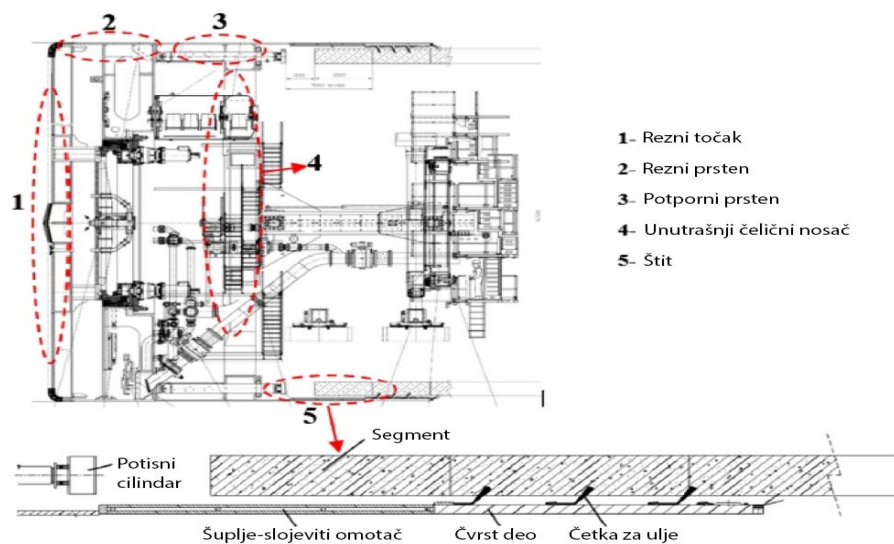 2
3
1
4
5
1- Rezni točak
2- Rezni prsten
3- Potporni prsten
4- Unutrašnji čelični nosač
5- Štit
Segment
Potisni
cilindar
Šuplje-slojeviti omotač
Čvrst deo
Četka za ulje